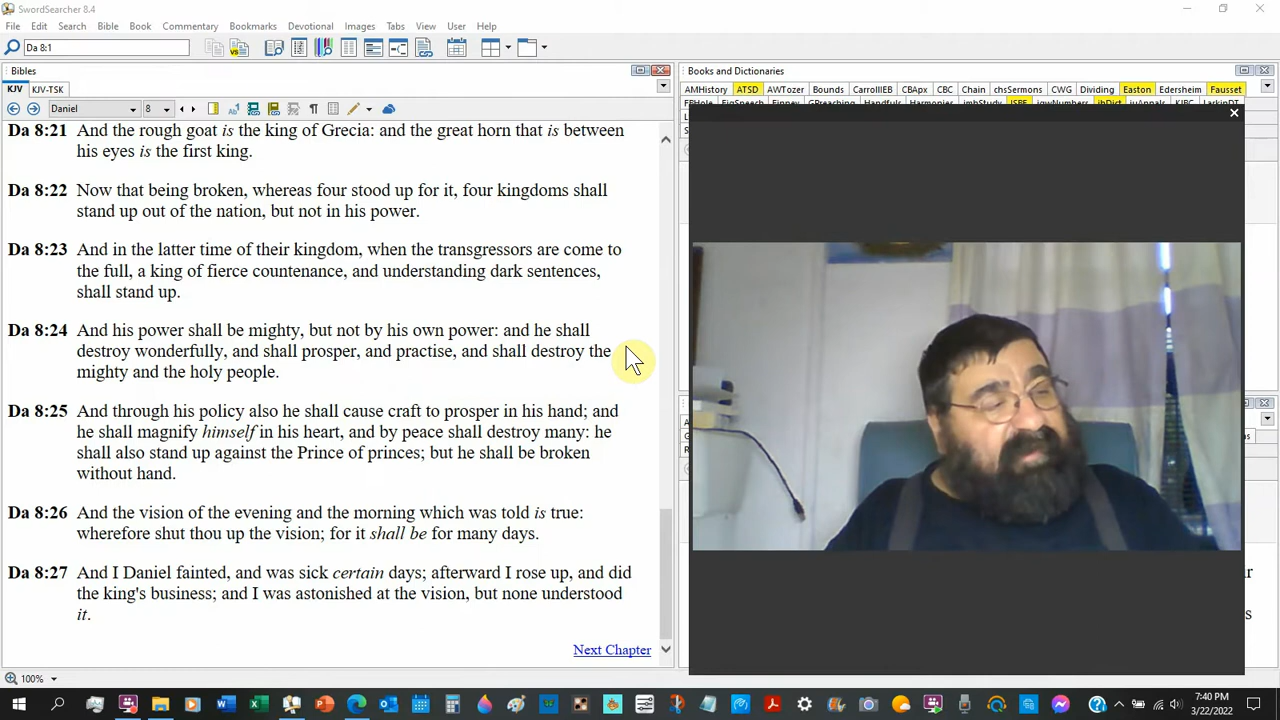 SwordSearcher 8.4
File Edit Search Bible Book Commentary Bookmarks Devotional Images Tabs View User Help
Da 8:1
Bibles
KJV KJV-TSK
Daniel 8
Da 8:21 And the rough goat is the king of Grecia: and the great horn that is between
his eyes is the first king.
Da 8:22 Now that being broken, whereas four stood up for it, four kingdoms shall
stand up out of the nation, but not in his power.
Da 8:23 And in the latter time of their kingdom, when the transgressors are come to
the full, a king of fierce countenance, and understanding dark sentences,
shall stand up.
Da 8:24 And his power shall be mighty, but not by his own power: and he shall
destroy wonderfully, and shall prosper, and practise, and shall destroy the
mighty and the holy people.
Da 8:25 And through his policy also he shall cause craft to prosper in his hand; and
he shall magnify himself in his heart, and by peace shall destroy many: he
shall also stand up against the Prince of princes; but he shall be broken
without hand.
Da 8:26 And the vision of the evening and the morning which was told is true:
wherefore shut thou up the vision; for it shall be for many days.
Da 8:27 And I Daniel fainted, and was sick certain days; afterward I rose up, and did
the king's business; and I was astonished at the vision, but none understood
it.
Next Chapter
100%
Books and Dictionaries
AMHistory ATSD AWTozer Bounds CarrollIEB CBApx CBC Chain chsSermons CWG Dividing Easton Edersheim Fausset
7:40 PM
3/22/2022